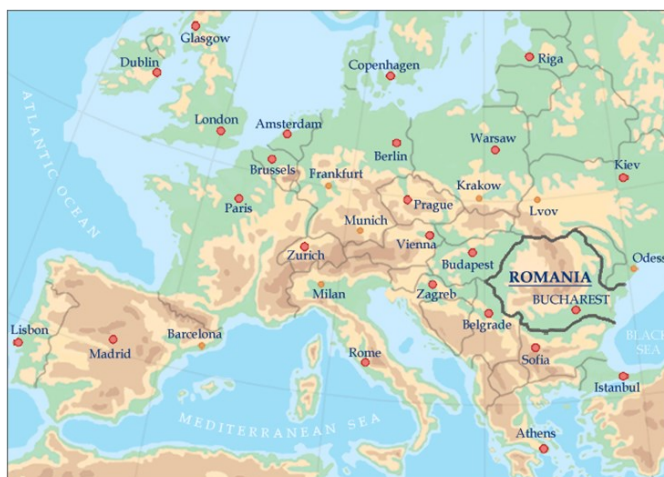 Glasgow
Dublin
Copenhagen
Riga
ATLANTIC OCEAN
London
Amsterdam
Berlin
Warsaw
Brussels
Kiev
Frankfurt
Krakow
Lvov
Paris
Prague
Munich
Vienna
Zurich
Budapest
Odess
ROMANIA
Milan
Zagreb
BUCHAREST
Belgrade
Lisbon
Madrid
Barcelona
Rome
Sofia
BLACK
SEA
Istanbul
MEDITERRANEAN SEA
Athens